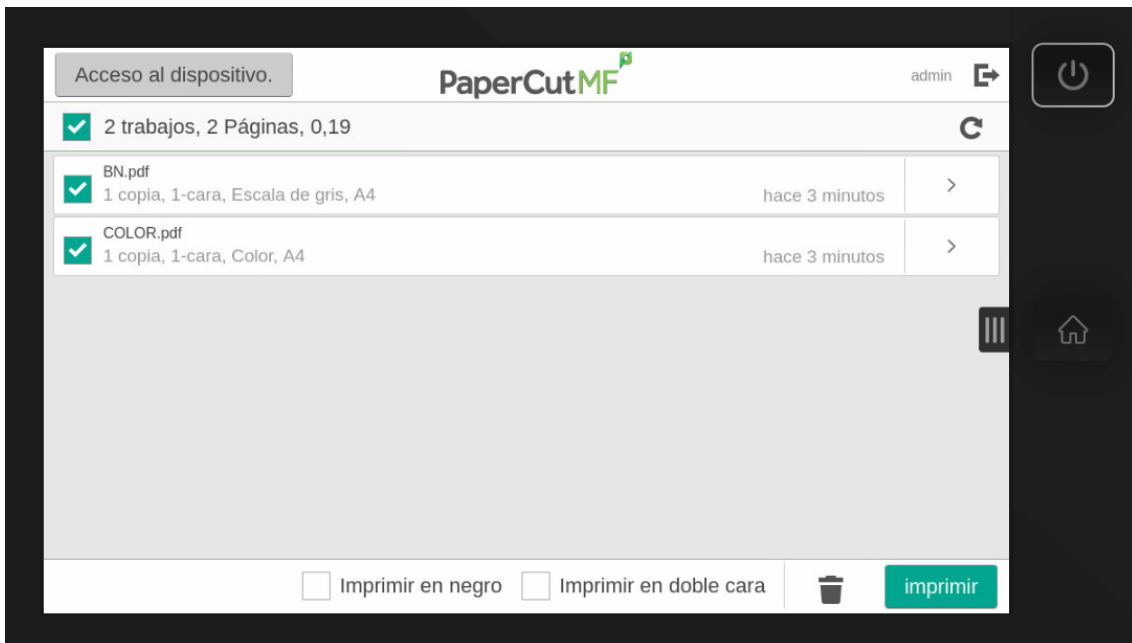 Acceso al dispositivo.
PaperCutMF
admin
2 trabajos, 2 Páginas, 0,19
BN.pdf
1 copia, 1-cara, Escala de gris, A4
hace 3 minutos
COLOR.pdf
1 copia, 1-cara, Color, A4
hace 3 minutos
Imprimir en negro
Imprimir en doble cara
imprimir